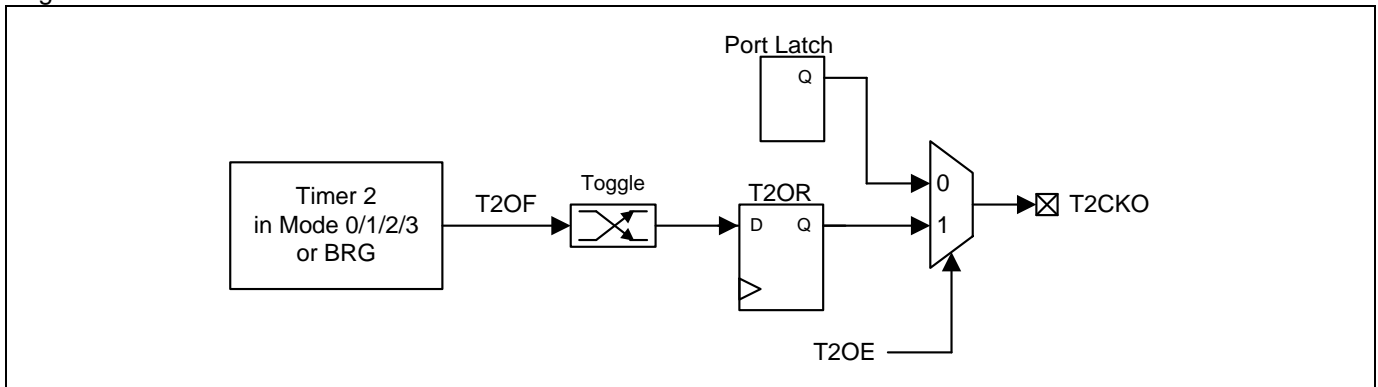 Port Latch
Q
Timer 2
in Mode 0/1/2/3
or BRG
T2OF
Toggle
T2OR
D Q
0
1
T2CKO
T2OE